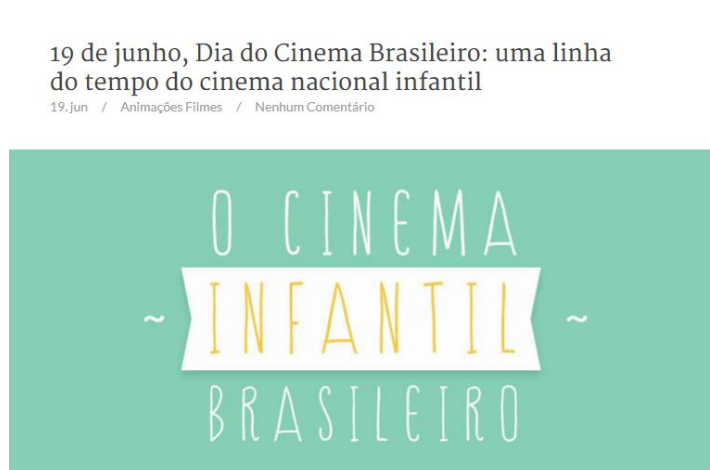 19 de junho, Dia do Cinema Brasileiro: uma linha
do tempo do cinema nacional infantil
19. jun / Animações Filmes / Nenhum Comentário
O CINEMA
~ INFANTIL ~
BRASILEIRO